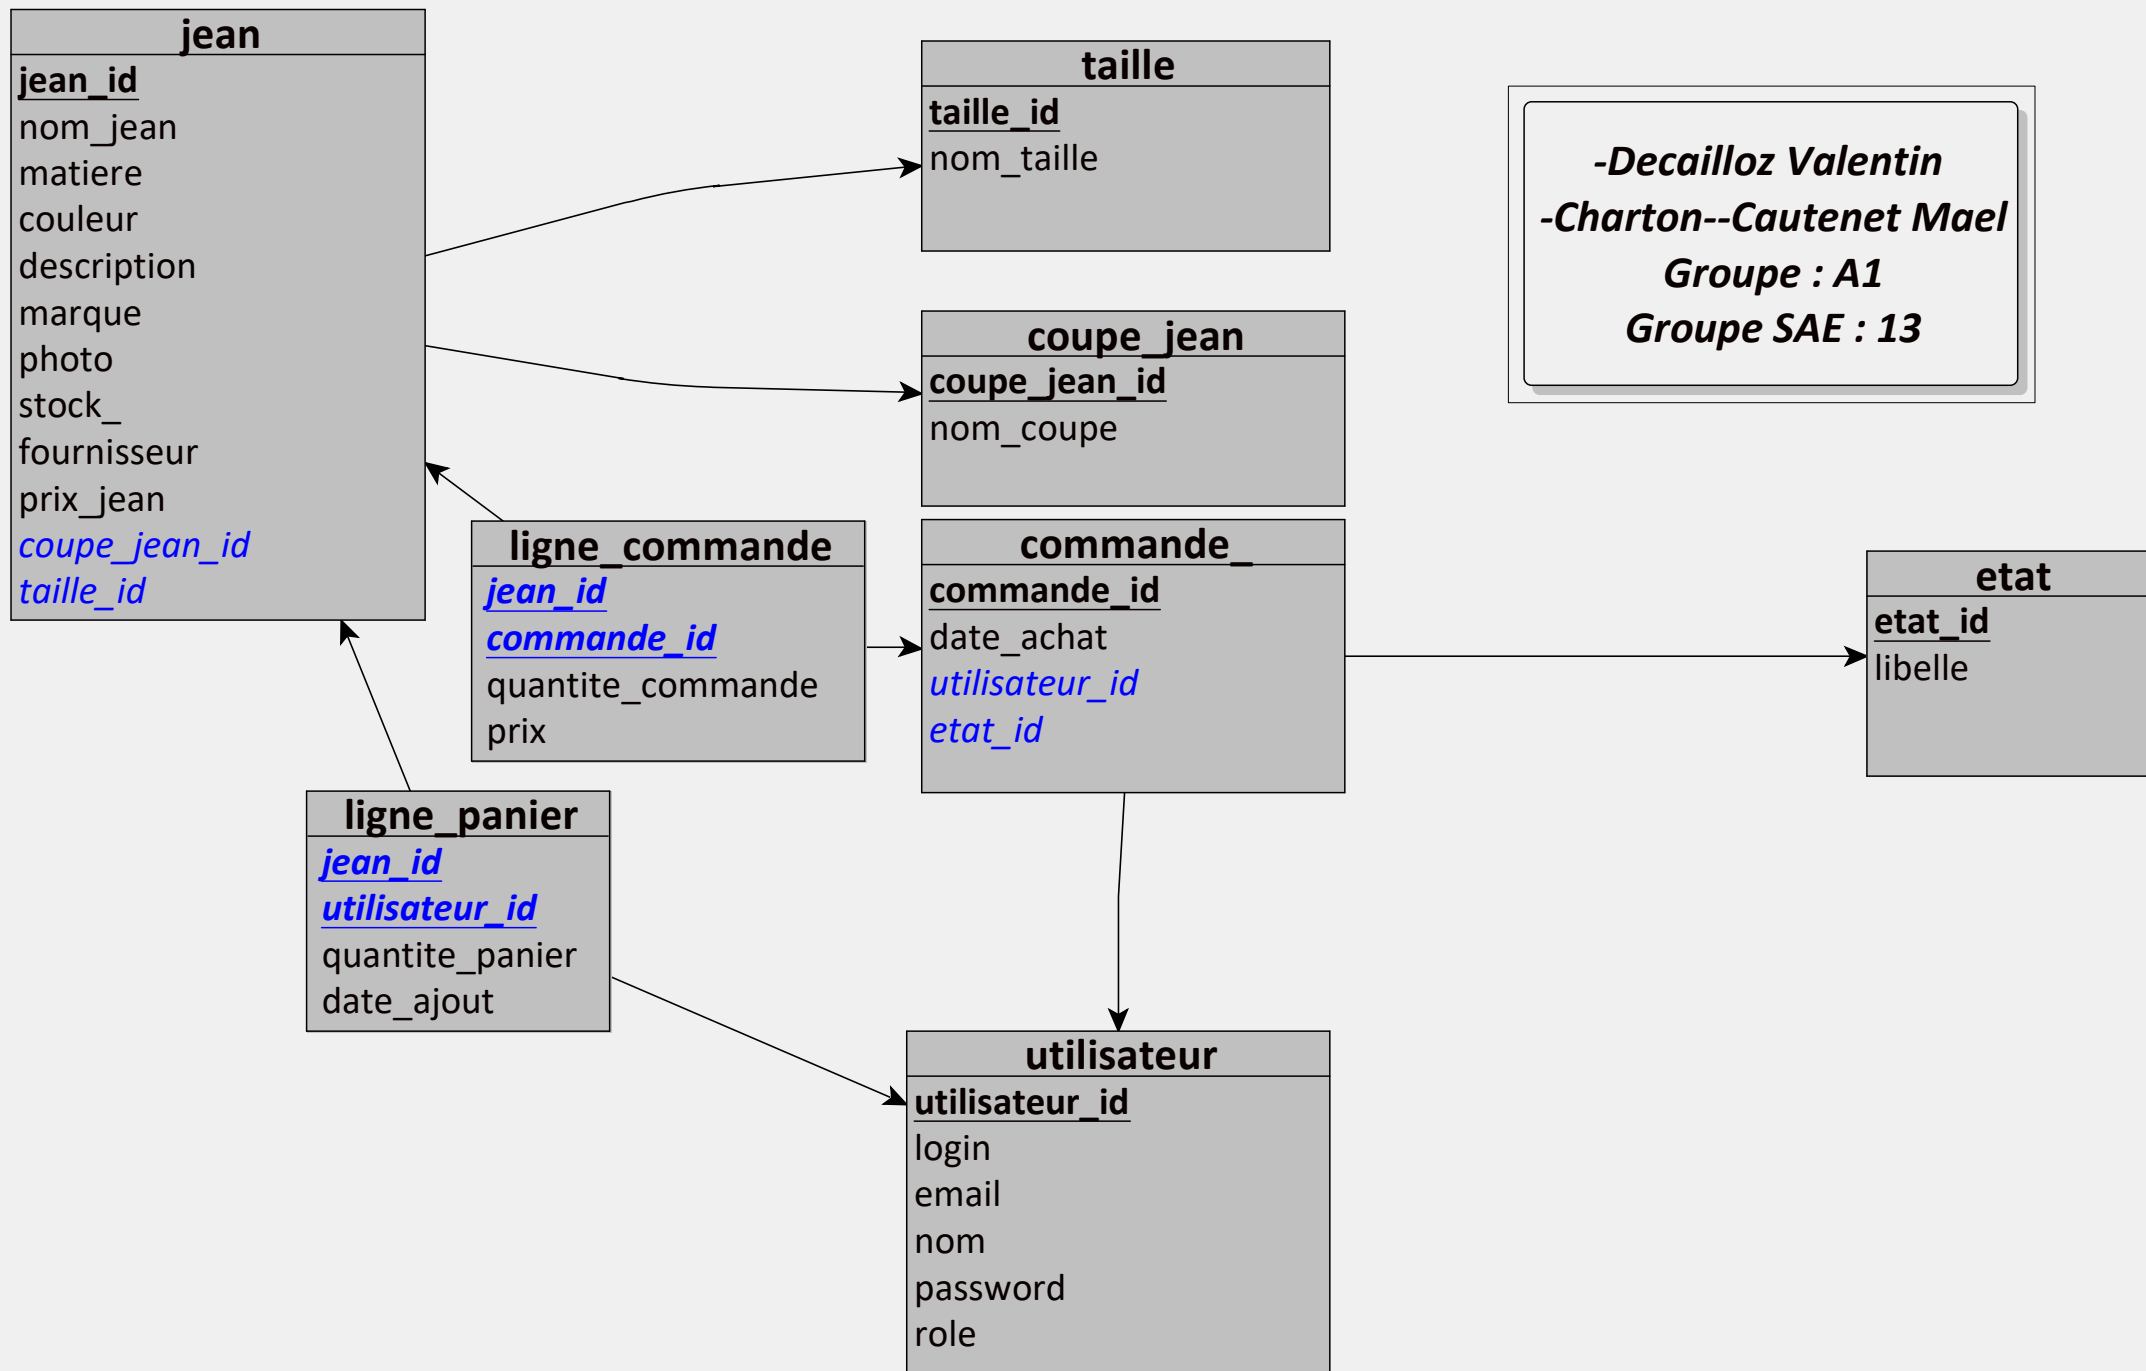 jean
jean_id
nom_jean
matiere
couleur
description
marque
photo
stock_
fournisseur
prix_jean
coupe_jean_id
taille_id
taille
taille_id
nom_taille
-Decailloz Valentin
-Charton--Cautenet Mael
Groupe : A1
Groupe SAE : 13
coupe_jean
coupe_jean_id
nom_coupe
ligne_commande
jean_id
commande_id
quantite_commande
prix
commande_
commande_id
date_achat
utilisateur_id
etat_id
etat
etat_id
libelle
ligne_panier
jean_id
utilisateur_id
quantite_panier
date_ajout
utilisateur
utilisateur_id
login
email
nom
password
role